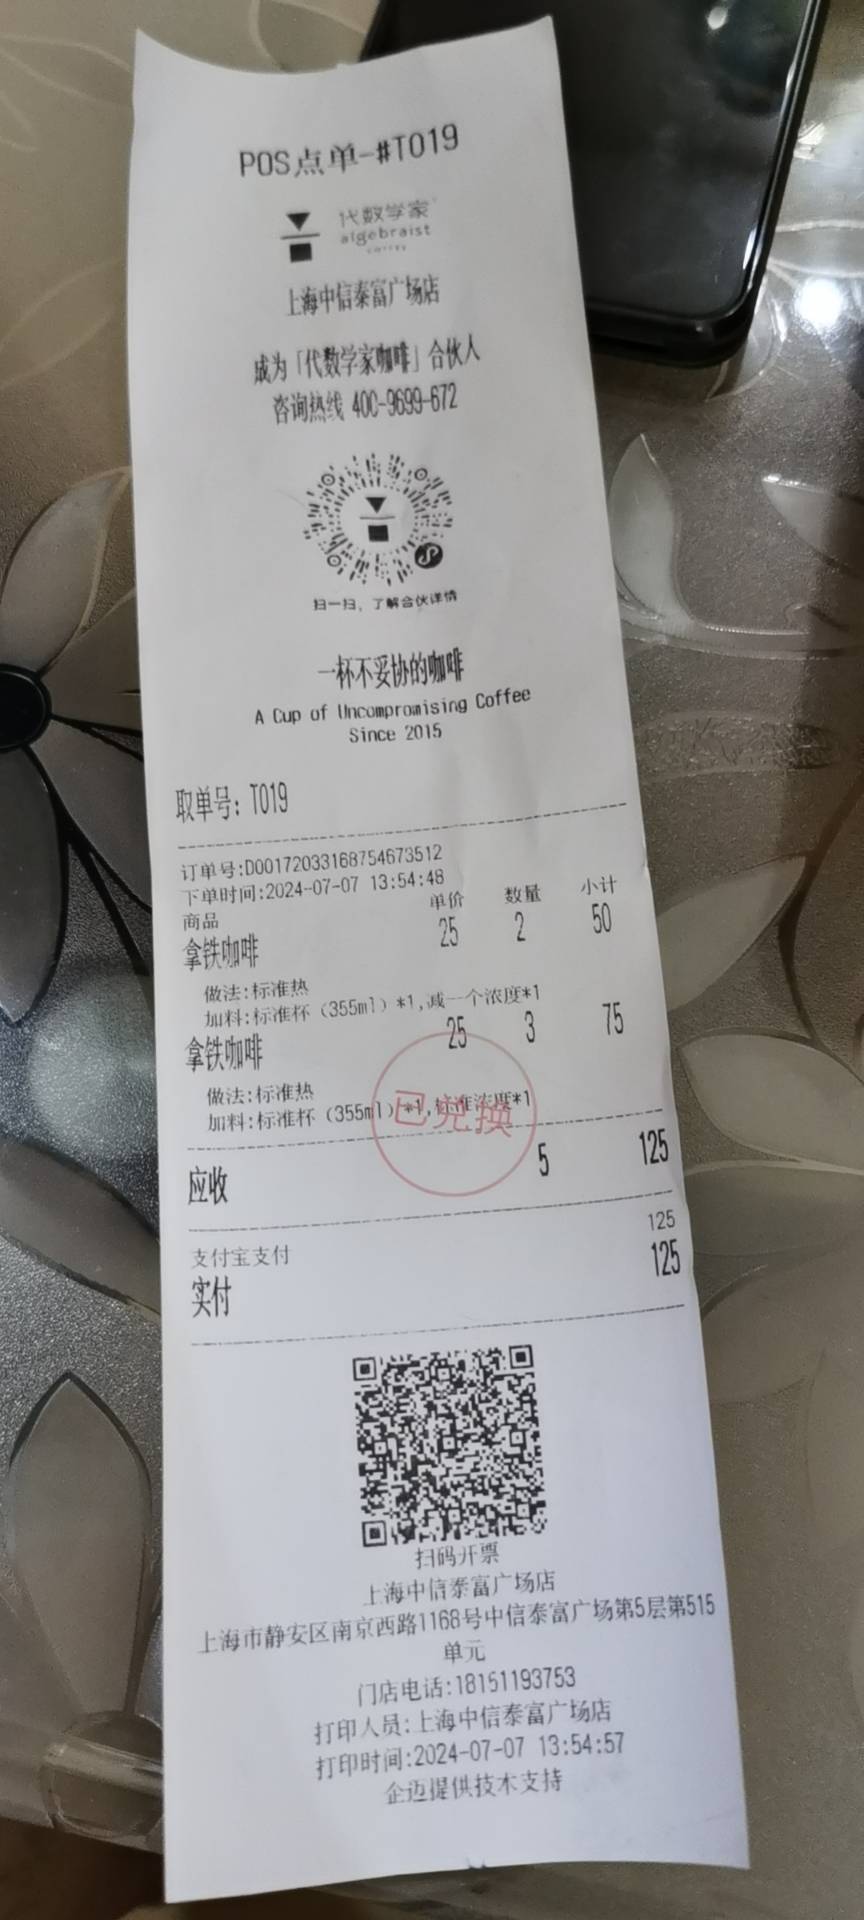 POS点单-#T019
代数学家
algebraist
COFFEE
上海中信泰富广场店
成为「代数学家咖啡」合伙人
咨询热线 400-9699-672
扫一扫，了解合伙详情
一杯不妥协的咖啡
A Cup of Uncompromising Coffee
Since 2015
取单号: T019
订单号:D00172033168754673512
下单时间:2024-07-07 13:54:48
商品 单价 数量 小计
拿铁咖啡 25 2 50
做法:标准热
加料:标准杯（355ml）*1,减一个浓度*1
拿铁咖啡 25 3 75
做法:标准热
加料:标准杯（355ml）*1,标准浓度*1
已兑换
应收 5 125
支付宝支付 125
实付 125
扫码开票
上海中信泰富广场店
上海市静安区南京西路1168号中信泰富广场第5层第515
单元
门店电话:18151193753
打印人员:上海中信泰富广场店
打印时间:2024-07-07 13:54:57
企迈提供技术支持